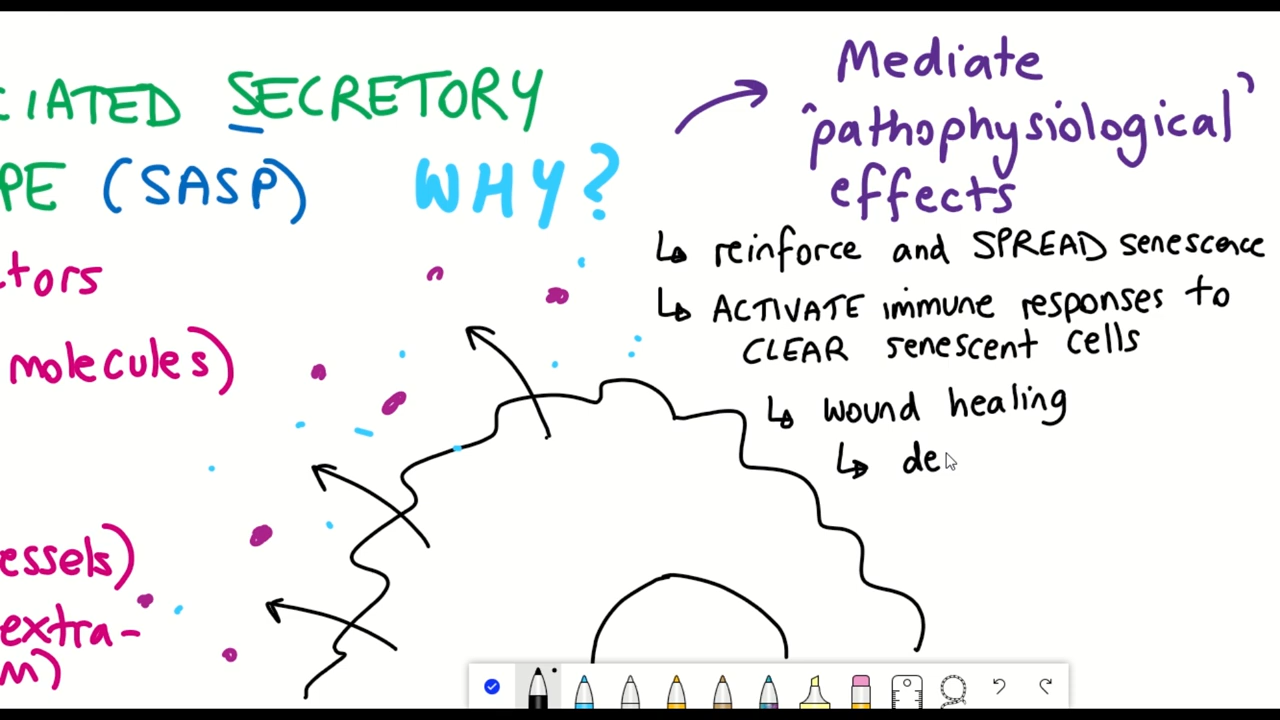 CIATED SECRETORY
PE (SASP)
WHY?
ctors
molecules)
essels)
extra-
M)
Mediate
"pathophysiological"
effects
↳ reinforce and SPREAD senescence
↳ ACTIVATE immune responses to
CLEAR senescent cells
↳ wound healing
↳ de